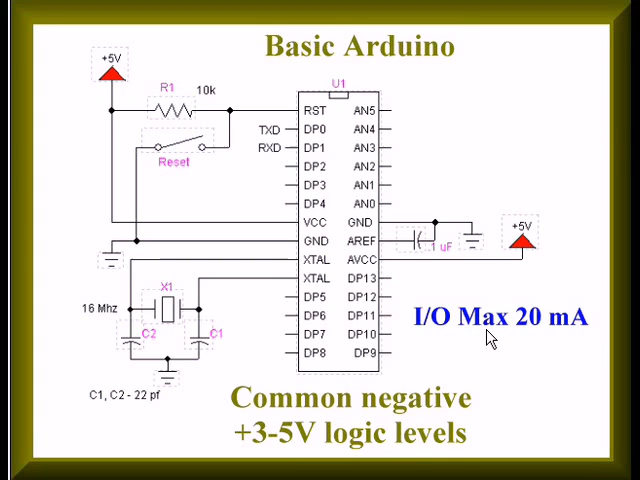 Basic Arduino
+5V
R1
10k
U1
RST
AN5
TXD
DP0
AN4
RXD
DP1
AN3
Reset
DP2
AN2
DP3
AN1
DP4
AN0
VCC
GND
+5V
GND
AREF
.1 uF
XTAL
AVCC
X1
XTAL
DP13
16 Mhz
DP5
DP12
DP6
DP11
I/O Max 20 mA
C2
C1
DP7
DP10
DP8
DP9
C1, C2 - 22 pf
Common negative
+3-5V logic levels